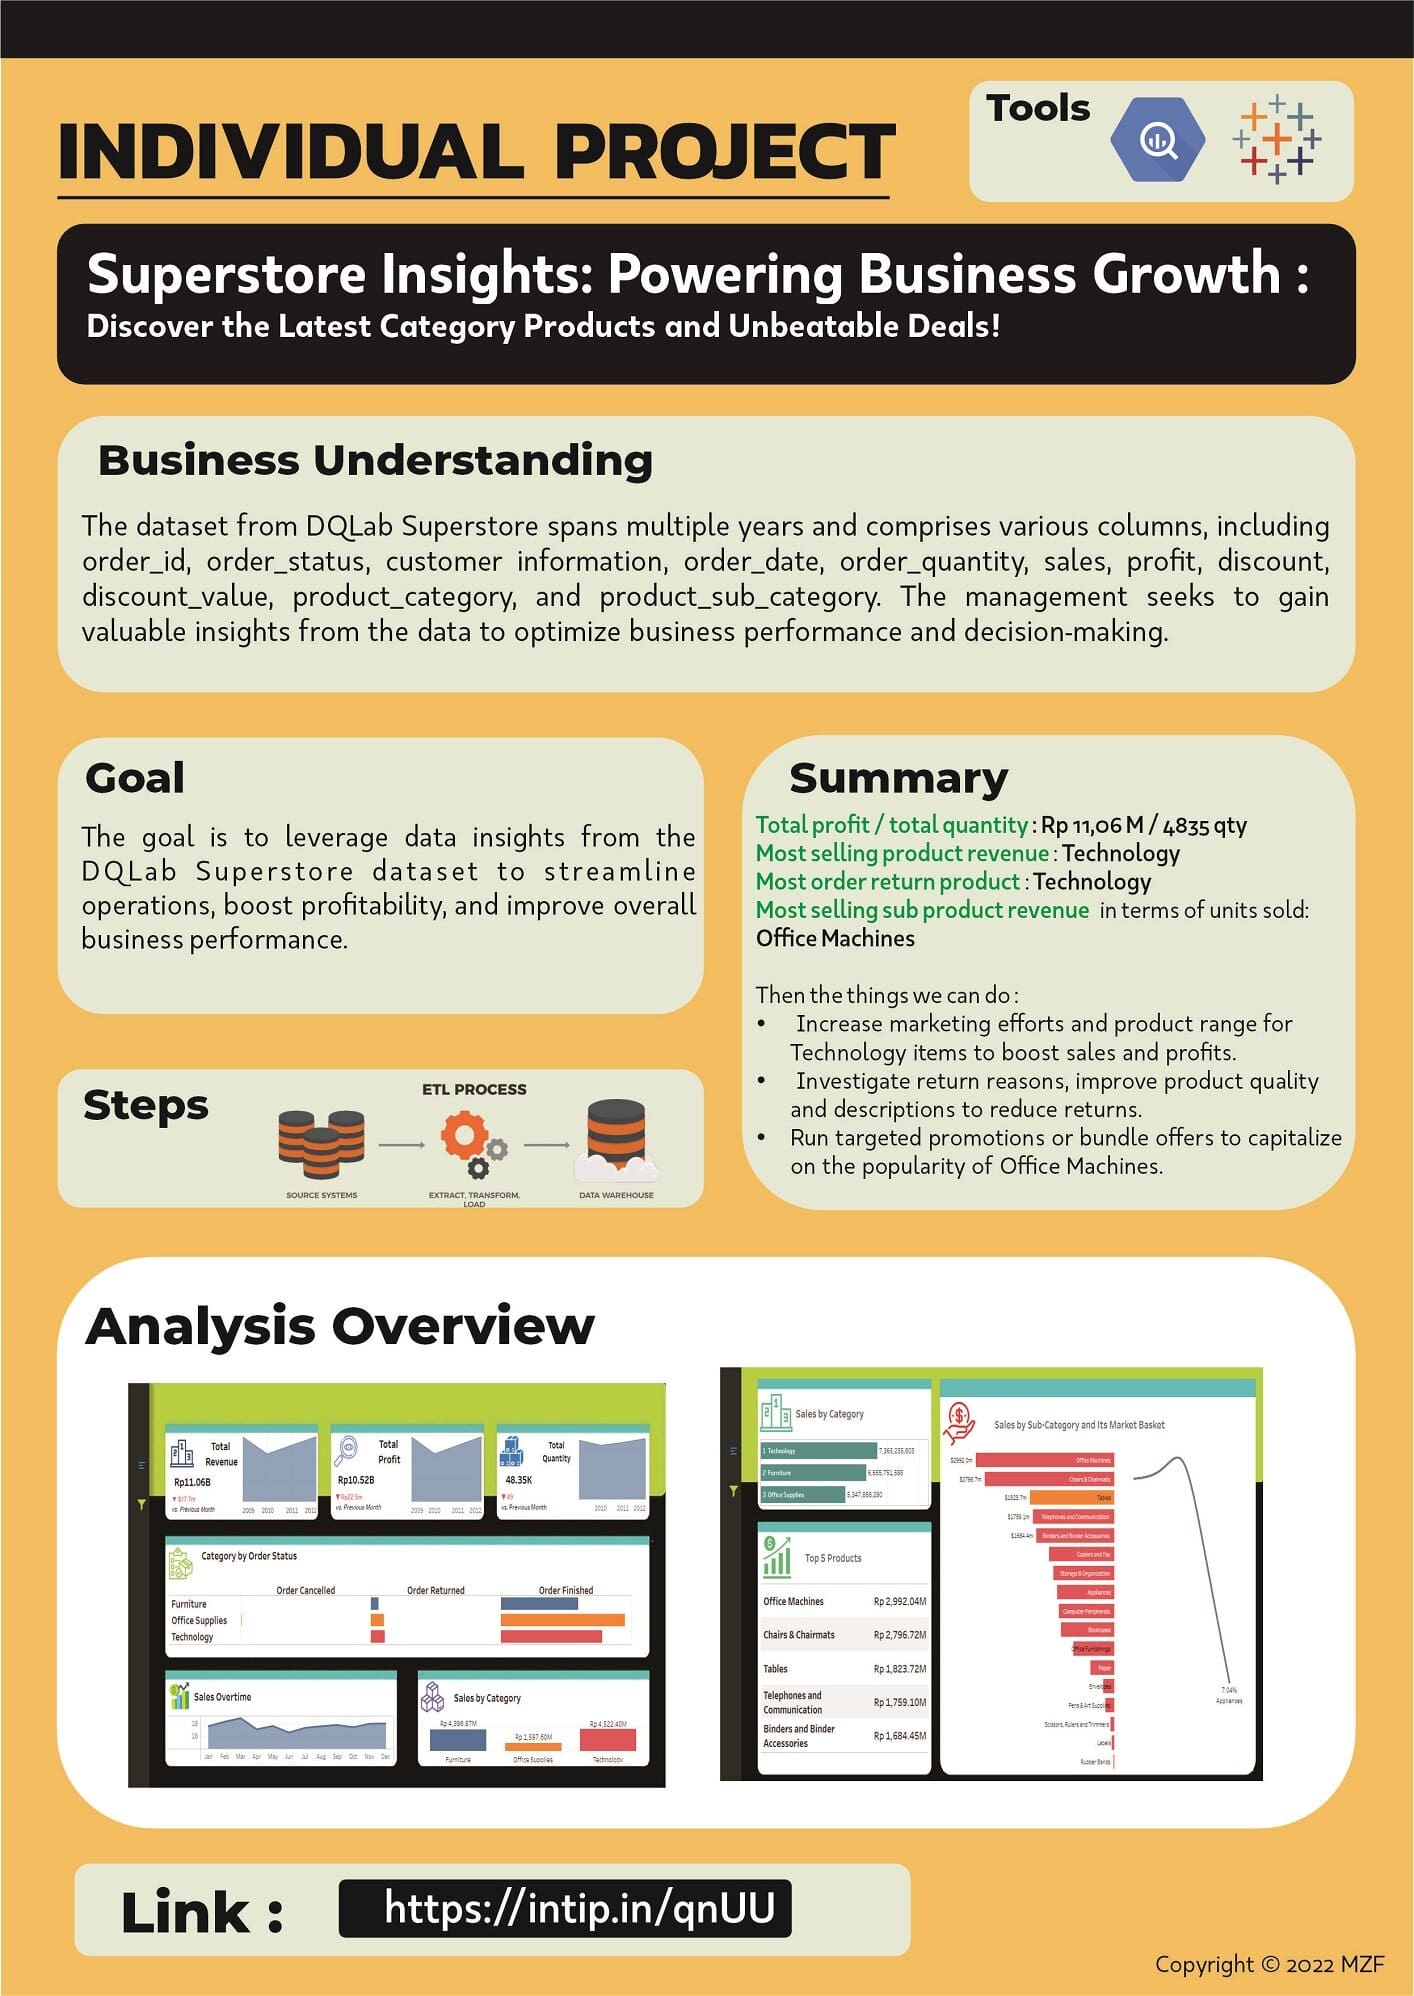 INDIVIDUAL PROJECT
Tools
Superstore Insights: Powering Business Growth :
Discover the Latest Category Products and Unbeatable Deals!
Business Understanding
The dataset from DQLab Superstore spans multiple years and comprises various columns, including
order_id, order_status, customer information, order_date, order_quantity, sales, profit, discount,
discount_value, product_category, and product_sub_category. The management seeks to gain
valuable insights from the data to optimize business performance and decision-making.
Goal
The goal is to leverage data insights from the
DQLab Superstore dataset to streamline
operations, boost profitability, and improve overall
business performance.
Steps
ETL PROCESS
SOURCE SYSTEMS
EXTRACT, TRANSFORM,
LOAD
DATA WAREHOUSE
Summary
Total profit / total quantity : Rp 11,06 M / 4835 qty
Most selling product revenue : Technology
Most order return product : Technology
Most selling sub product revenue in terms of units sold:
Office Machines
Then the things we can do :
• Increase marketing efforts and product range for
Technology items to boost sales and profits.
• Investigate return reasons, improve product quality
and descriptions to reduce returns.
• Run targeted promotions or bundle offers to capitalize
on the popularity of Office Machines.
Analysis Overview
Total
Revenue
Rp11.06B
▼ $17.7m
vs. Previous Month
2009 2010 2011 2012
Total
Profit
Rp10.52B
▼Rp22.5m
vs. Previous Month
2009 2010 2011 2012
Total
Quantity
48.35K
▼49
vs. Previous Month
2010 2011 2012
Category by Order Status
Order Cancelled Order Returned Order Finished
Furniture
Office Supplies
Technology
Sales Overtime
1B
1B
Jan Feb Mar Apr May Jun Jul Aug Sep Oct Nov Dec
Sales by Category
Rp 4,396.87M
Rp 1,597.60M
Rp 4,522.40M
Furniture Office Supplies Technology
Sales by Category
1 Technology 7,365,235,803
2 Furniture
3 Office Supplies
Top 5 Products
Office Machines Rp 2,992.04M
Chairs & Chairmats Rp 2,796.72M
Tables Rp 1,823.72M
Telephones and
Communication Rp 1,759.10M
Binders and Binder
Accessories Rp 1,684.45M
Sales by Sub-Category and Its Market Basket
$2992.0m Office Machines
$2796.7m Chairs & Chairmats
$1823.7m Tables
$1759.1m Telephones and Communication
$1684.4m Binders and Binder Accessories
Copiers and Fax
Storage & Organization
Appliances
Computer Peripherals
Bookcases
Office Furnishings
Paper
Envelopes
Pens & Art Supplies
Scissors, Rulers and Trimmers
Labels
Rubber Bands
7.04%
Appliances
Link :
https://intip.in/qnUU
Copyright © 2022 MZF